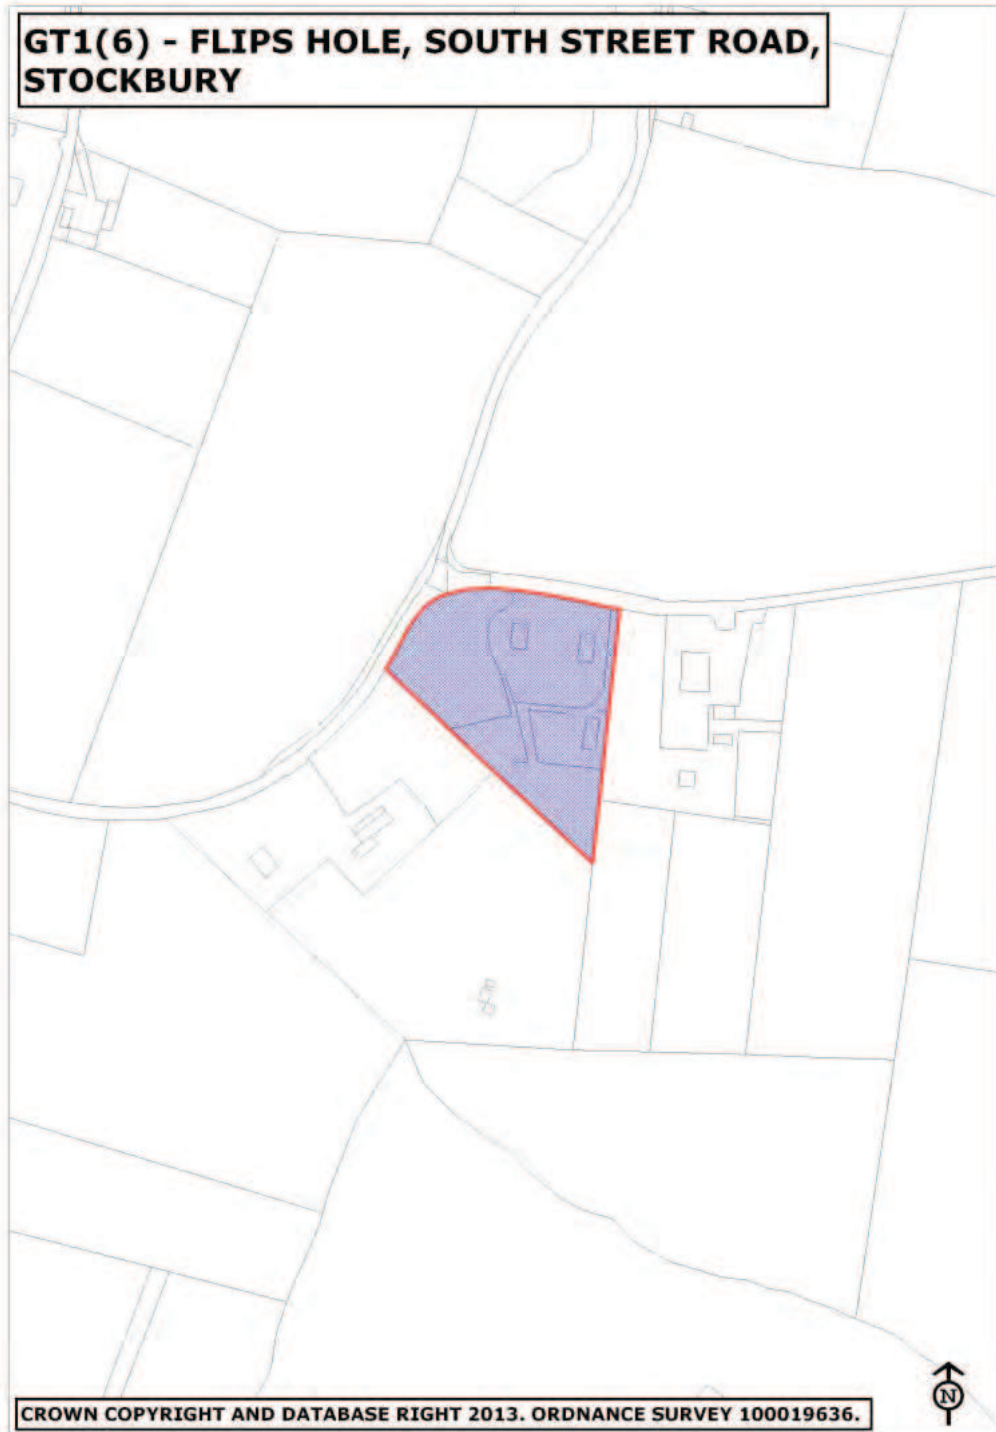 GT1(6) - FLIPS HOLE, SOUTH STREET ROAD,
STOCKBURY
N
CROWN COPYRIGHT AND DATABASE RIGHT 2013. ORDNANCE SURVEY 100019636.